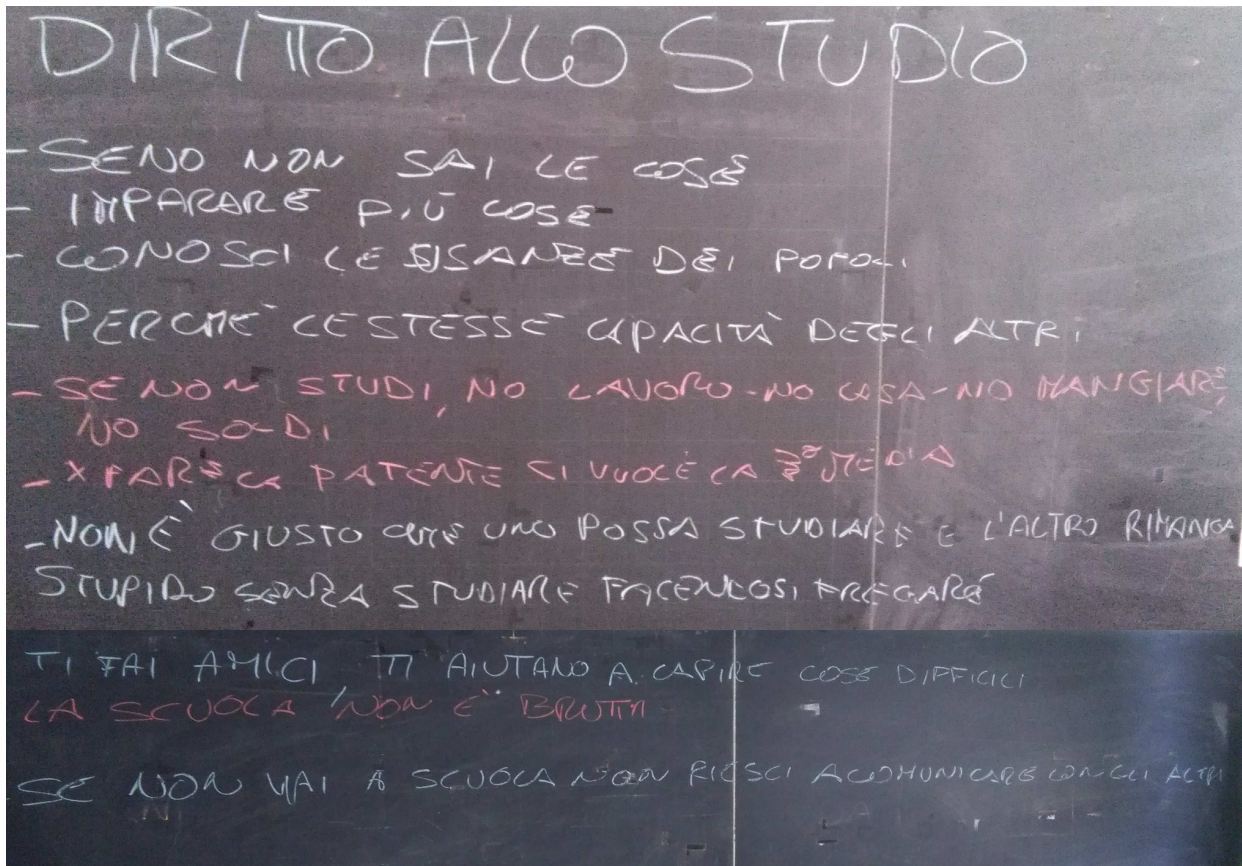 DIRITTO ALLO STUDIO
- SENO NON SAI LE COSE
- IMPARARE PIÙ COSE
- CONOSCI LE USANZE DEI POPOLI
- PERCHÈ LE STESSE CAPACITÀ DEGLI ALTRI
- SE NON STUDI, NO LAVORO - NO CASA - NO MANGIARE,
NO SOLDI
- X FARE LA PATENTE CI VUOLE LA 3ª MEDIA
- NON È GIUSTO CHE UNO POSSA STUDIARE E L'ALTRO RIMANGA
STUPIDO SENZA STUDIARE FACENDOSI FREGARE
TI FAI AMICI TI AIUTANO A CAPIRE COSE DIFFICILI
LA SCUOLA NON È BRUTTA
SE NON VAI A SCUOLA NON RIESCI A COMUNICARE CON GLI ALTRI